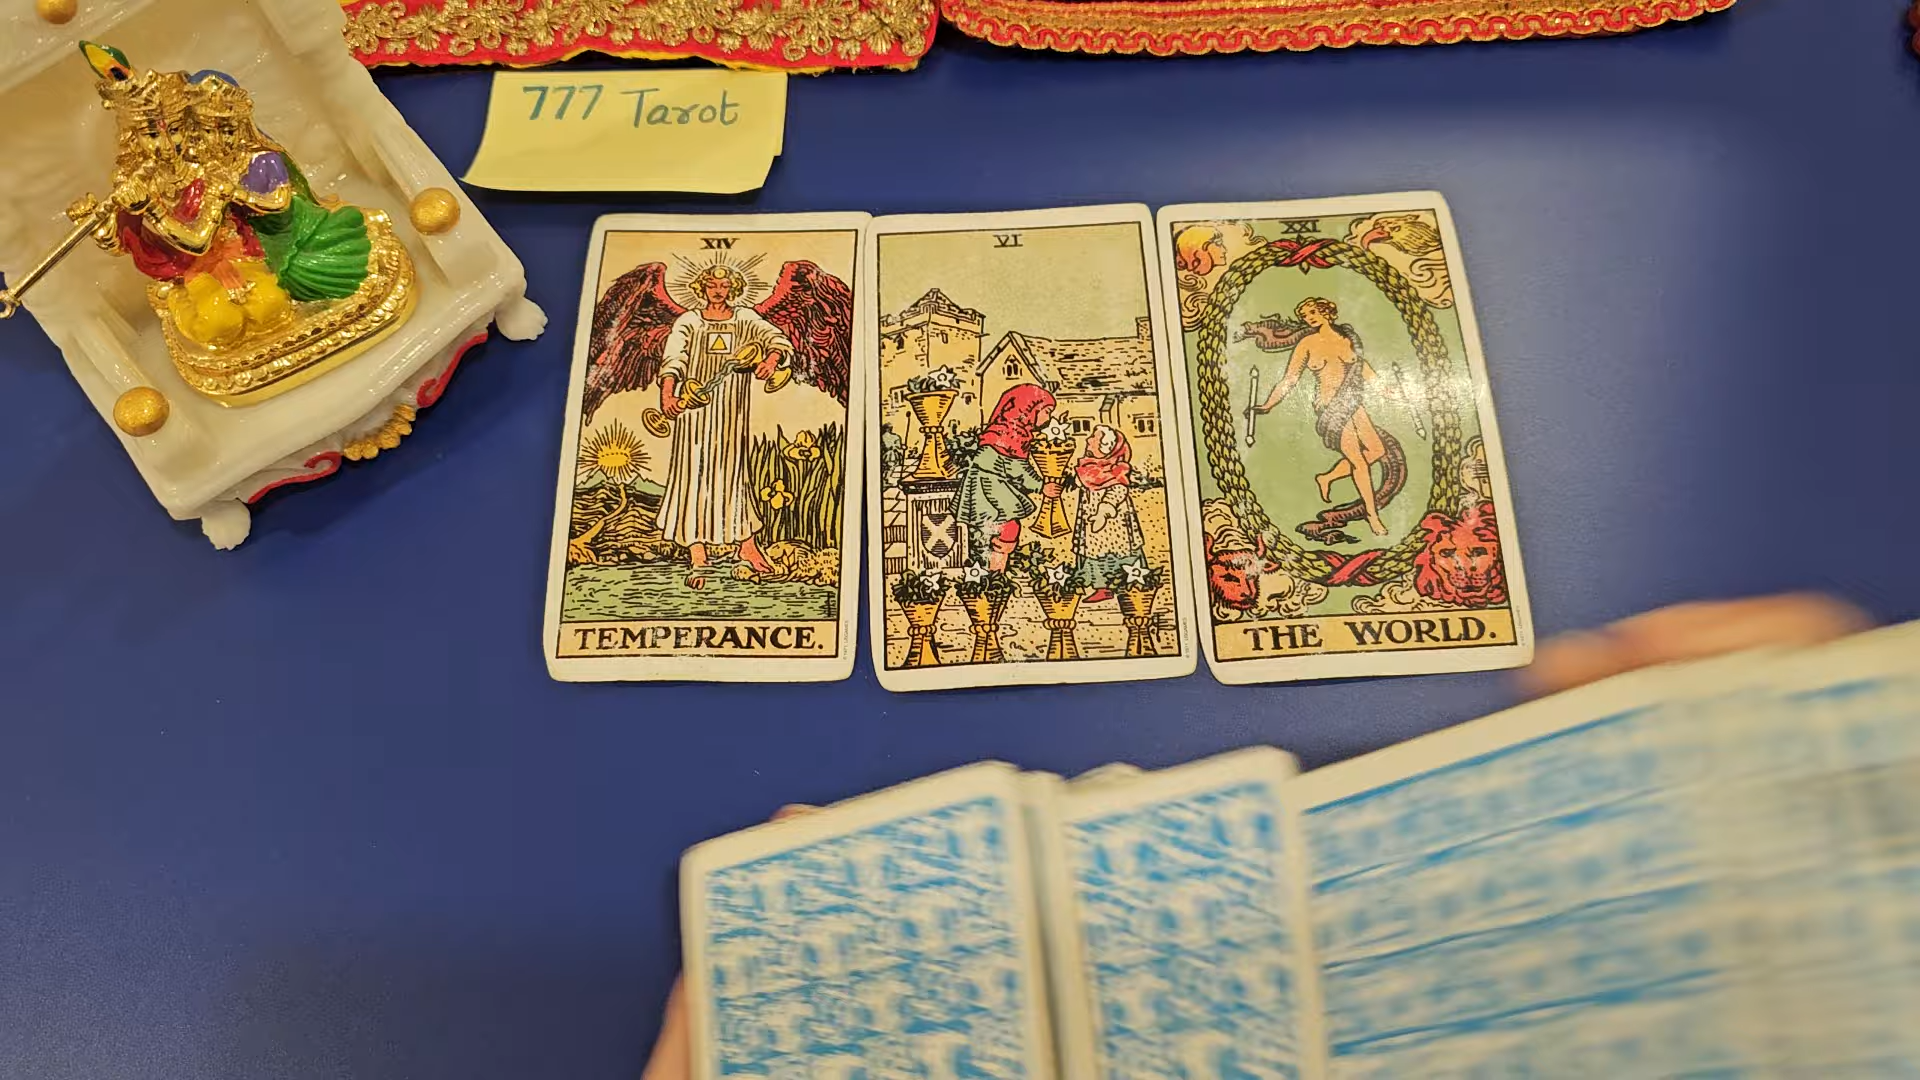 777 Tarot
XIV
VI
XXI
TEMPERANCE.
THE WORLD.